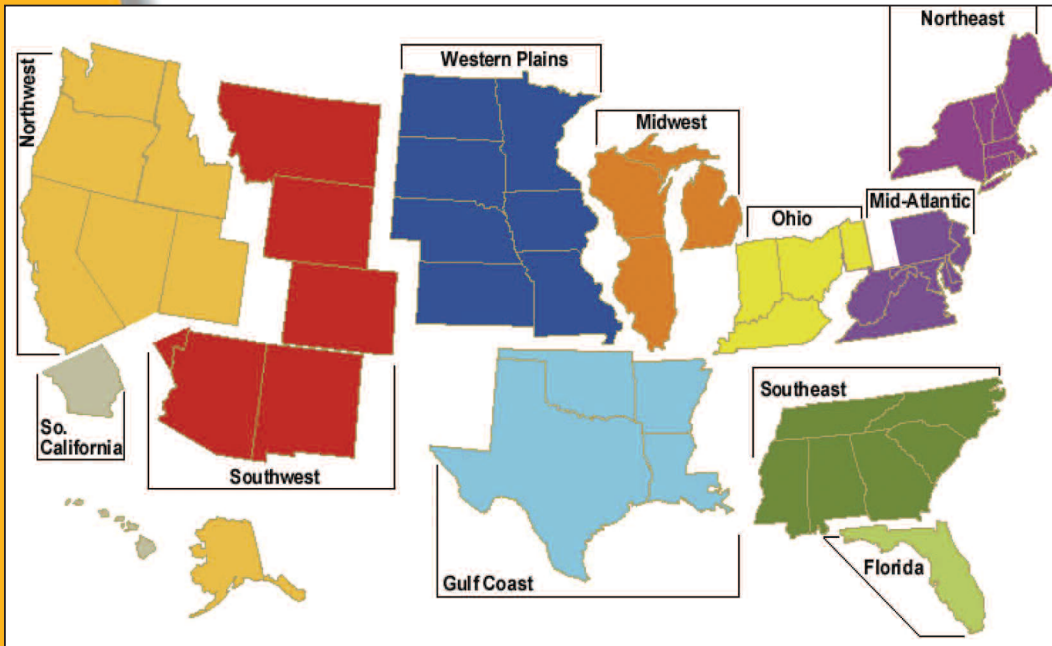 Northeast
Northwest
Western Plains
Midwest
Mid-Atlantic
Ohio
Southeast
So.
California
Southwest
Florida
Gulf Coast